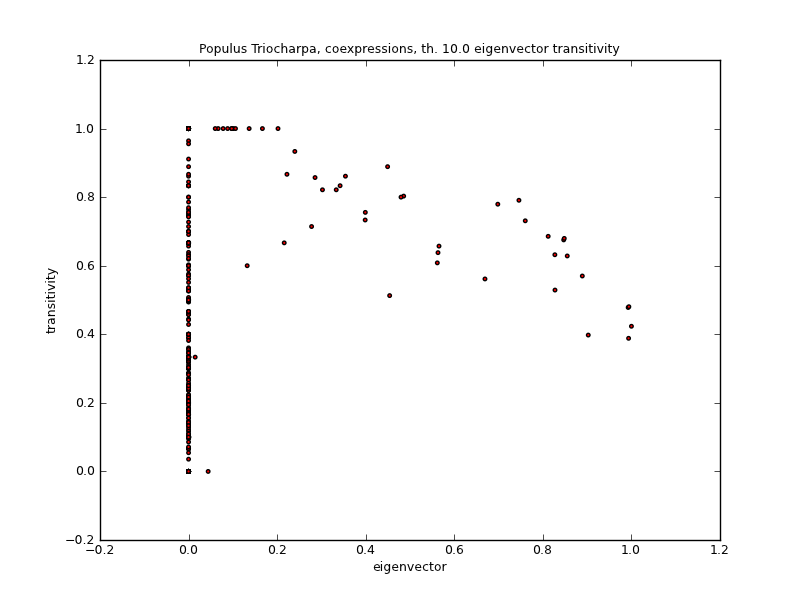 Populus Triocharpa, coexpressions, th. 10.0 eigenvector transitivity
1.2
1.0
0.8
0.6
0.4
0.2
0.0
−0.2
transitivity
−0.2 0.0 0.2 0.4 0.6 0.8 1.0 1.2
eigenvector